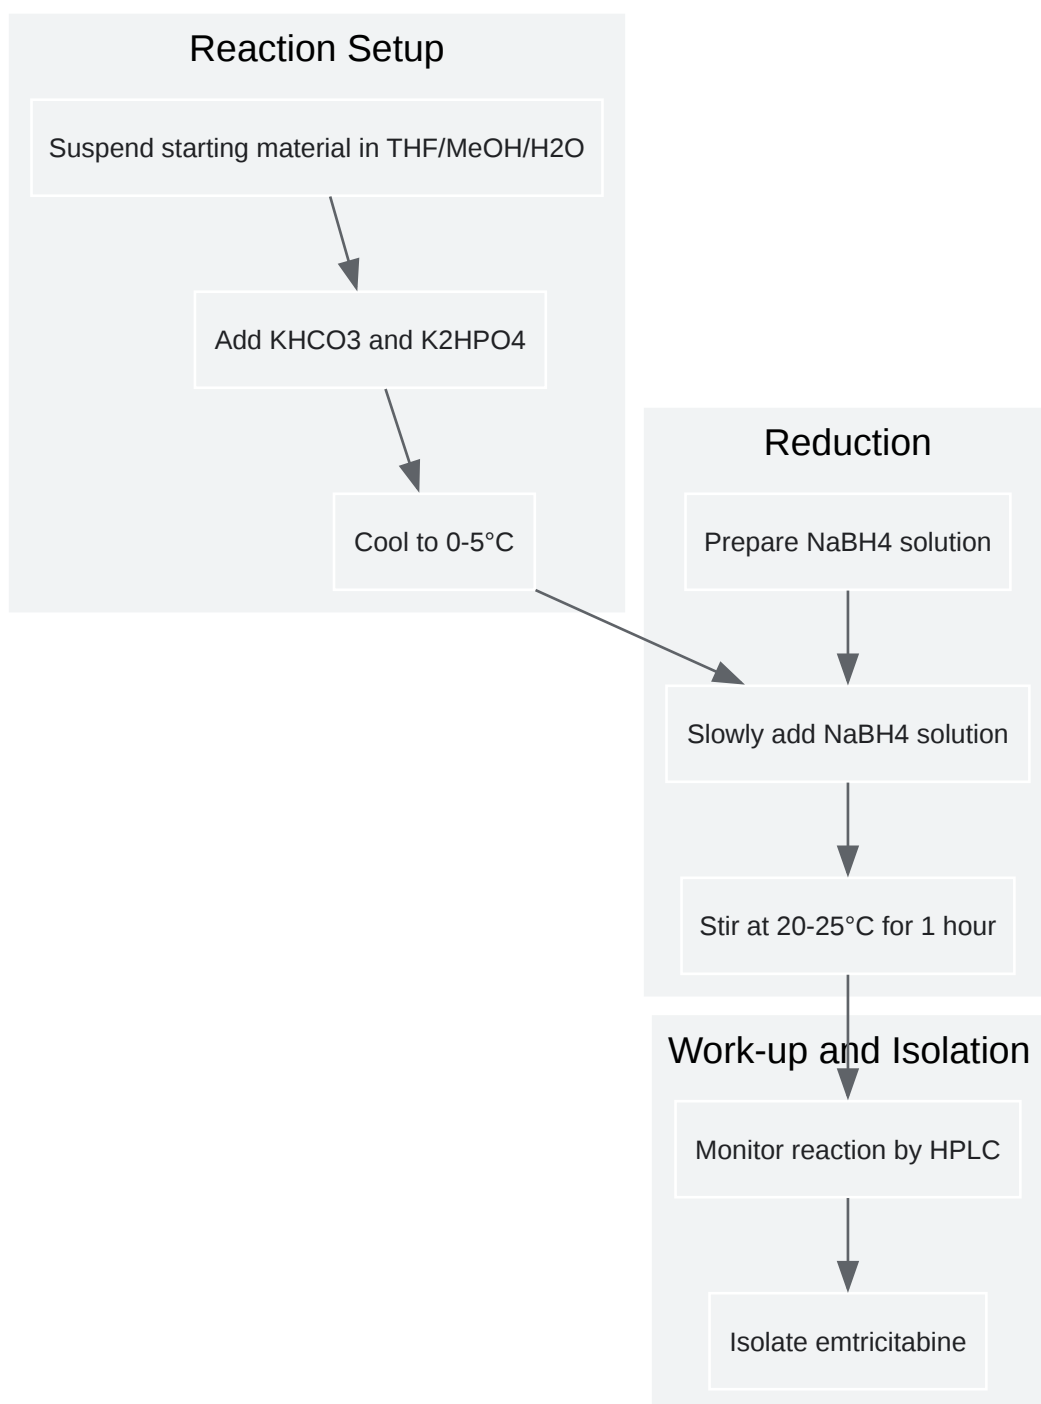 Reaction Setup
Suspend starting material in THF/MeOH/H2O
Add KHCO3 and K2HPO4
Cool to 0-5°C
Reduction
Prepare NaBH4 solution
Slowly add NaBH4 solution
Stir at 20-25°C for 1 hour
Work-up and Isolation
Monitor reaction by HPLC
Isolate emtricitabine